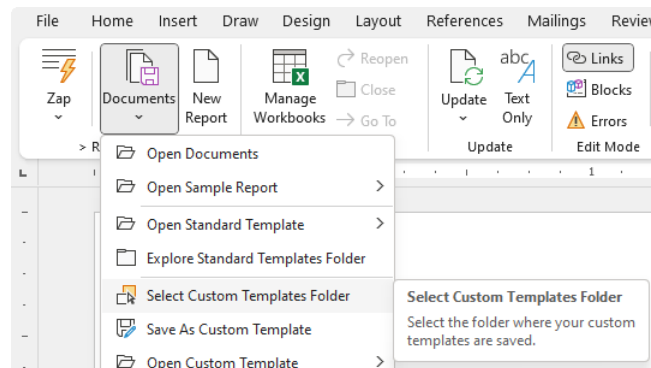 File Home Insert Draw Design Layout References Mailings Revie
Zap
Documents
New
Report
Manage
Workbooks
Reopen
Close
Go To
Update
abc
Text
Only
Links
Blocks
Errors
> R
Update
Edit Mode
1
Open Documents
Open Sample Report >
Open Standard Template >
Explore Standard Templates Folder
Select Custom Templates Folder
Save As Custom Template
Open Custom Template >
Select Custom Templates Folder
Select the folder where your custom
templates are saved.